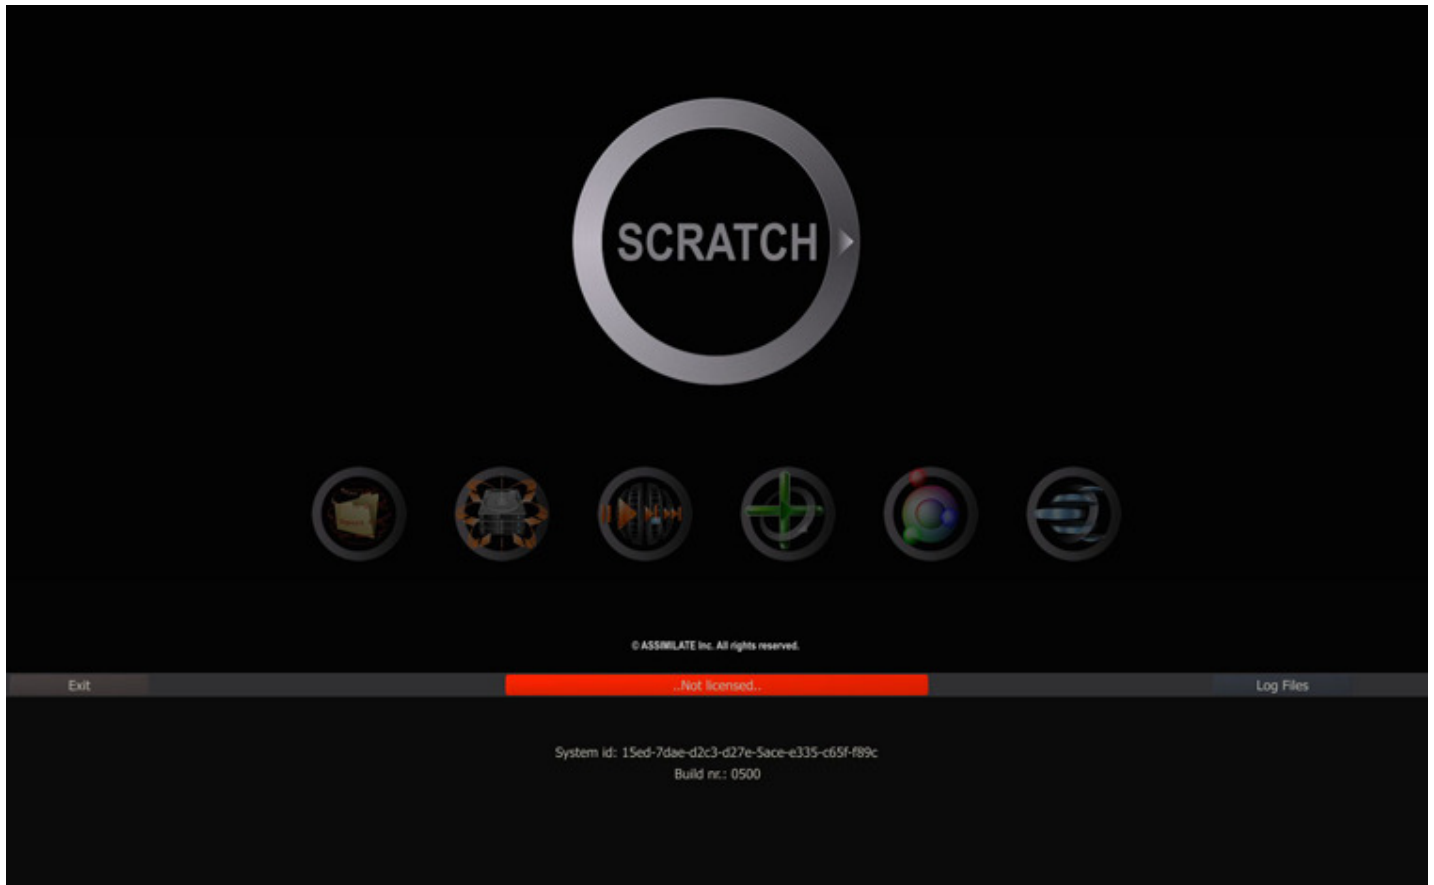 SCRATCH
© ASSIMILATE Inc. All rights reserved.
Exit
..Not licensed..
Log Files
System id: 15ed-7dae-d2c3-d27e-5ace-e335-c65f-f89c
Build nr.: 0500